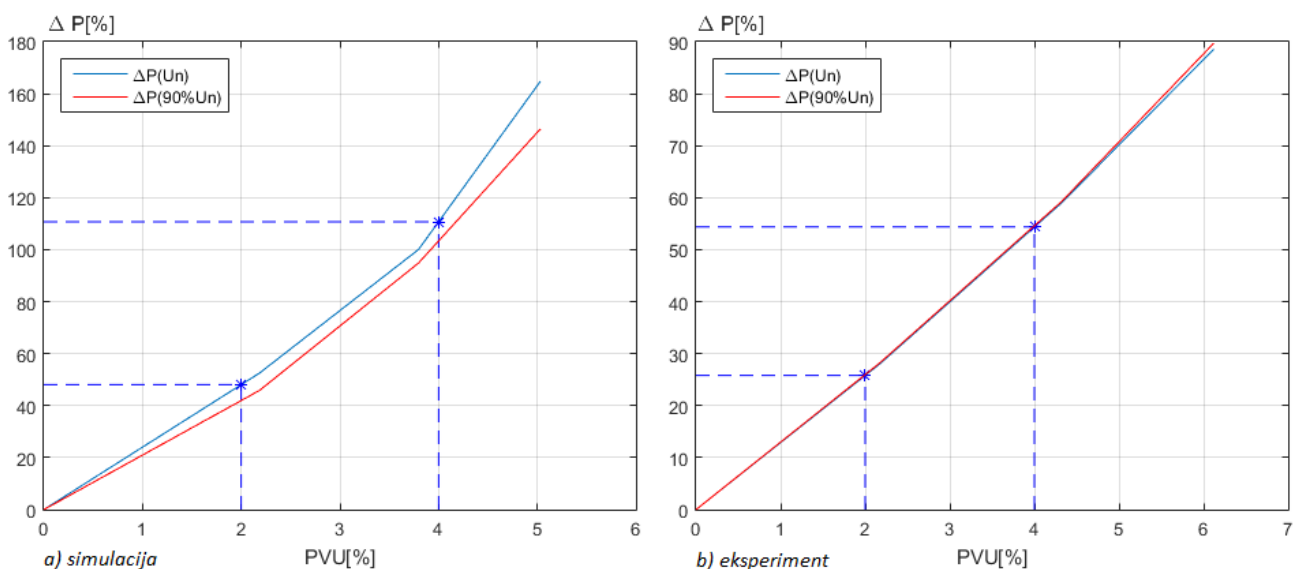 Δ P[%]
180
160
140
120
100
80
60
40
20
0
ΔP(Un)
ΔP(90%Un)
0 1 2 3 4 5 6
a) simulacija
PVU[%]
Δ P[%]
90
80
70
60
50
40
30
20
10
0
ΔP(Un)
ΔP(90%Un)
0 1 2 3 4 5 6 7
b) eksperiment
PVU[%]